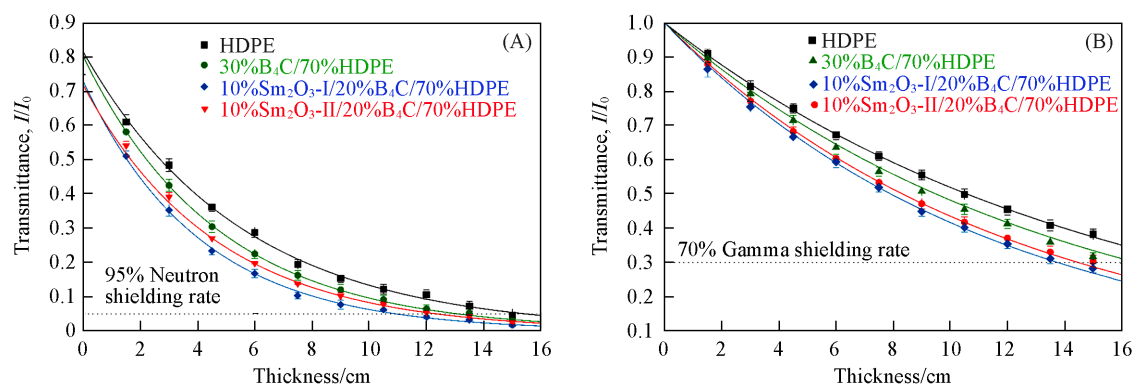 (A)
HDPE
30%B₄C/70%HDPE
10%Sm₂O₃-I/20%B₄C/70%HDPE
10%Sm₂O₃-II/20%B₄C/70%HDPE
95% Neutron
shielding rate
Transmittance, I/I₀
0.9
0.8
0.7
0.6
0.5
0.4
0.3
0.2
0.1
0
0 2 4 6 8 10 12 14 16
Thickness/cm
(B)
HDPE
30%B₄C/70%HDPE
10%Sm₂O₃-I/20%B₄C/70%HDPE
10%Sm₂O₃-II/20%B₄C/70%HDPE
70% Gamma shielding rate
Transmittance, I/I₀
1.0
0.9
0.8
0.7
0.6
0.5
0.4
0.3
0.2
0.1
0 2 4 6 8 10 12 14 16
Thickness/cm